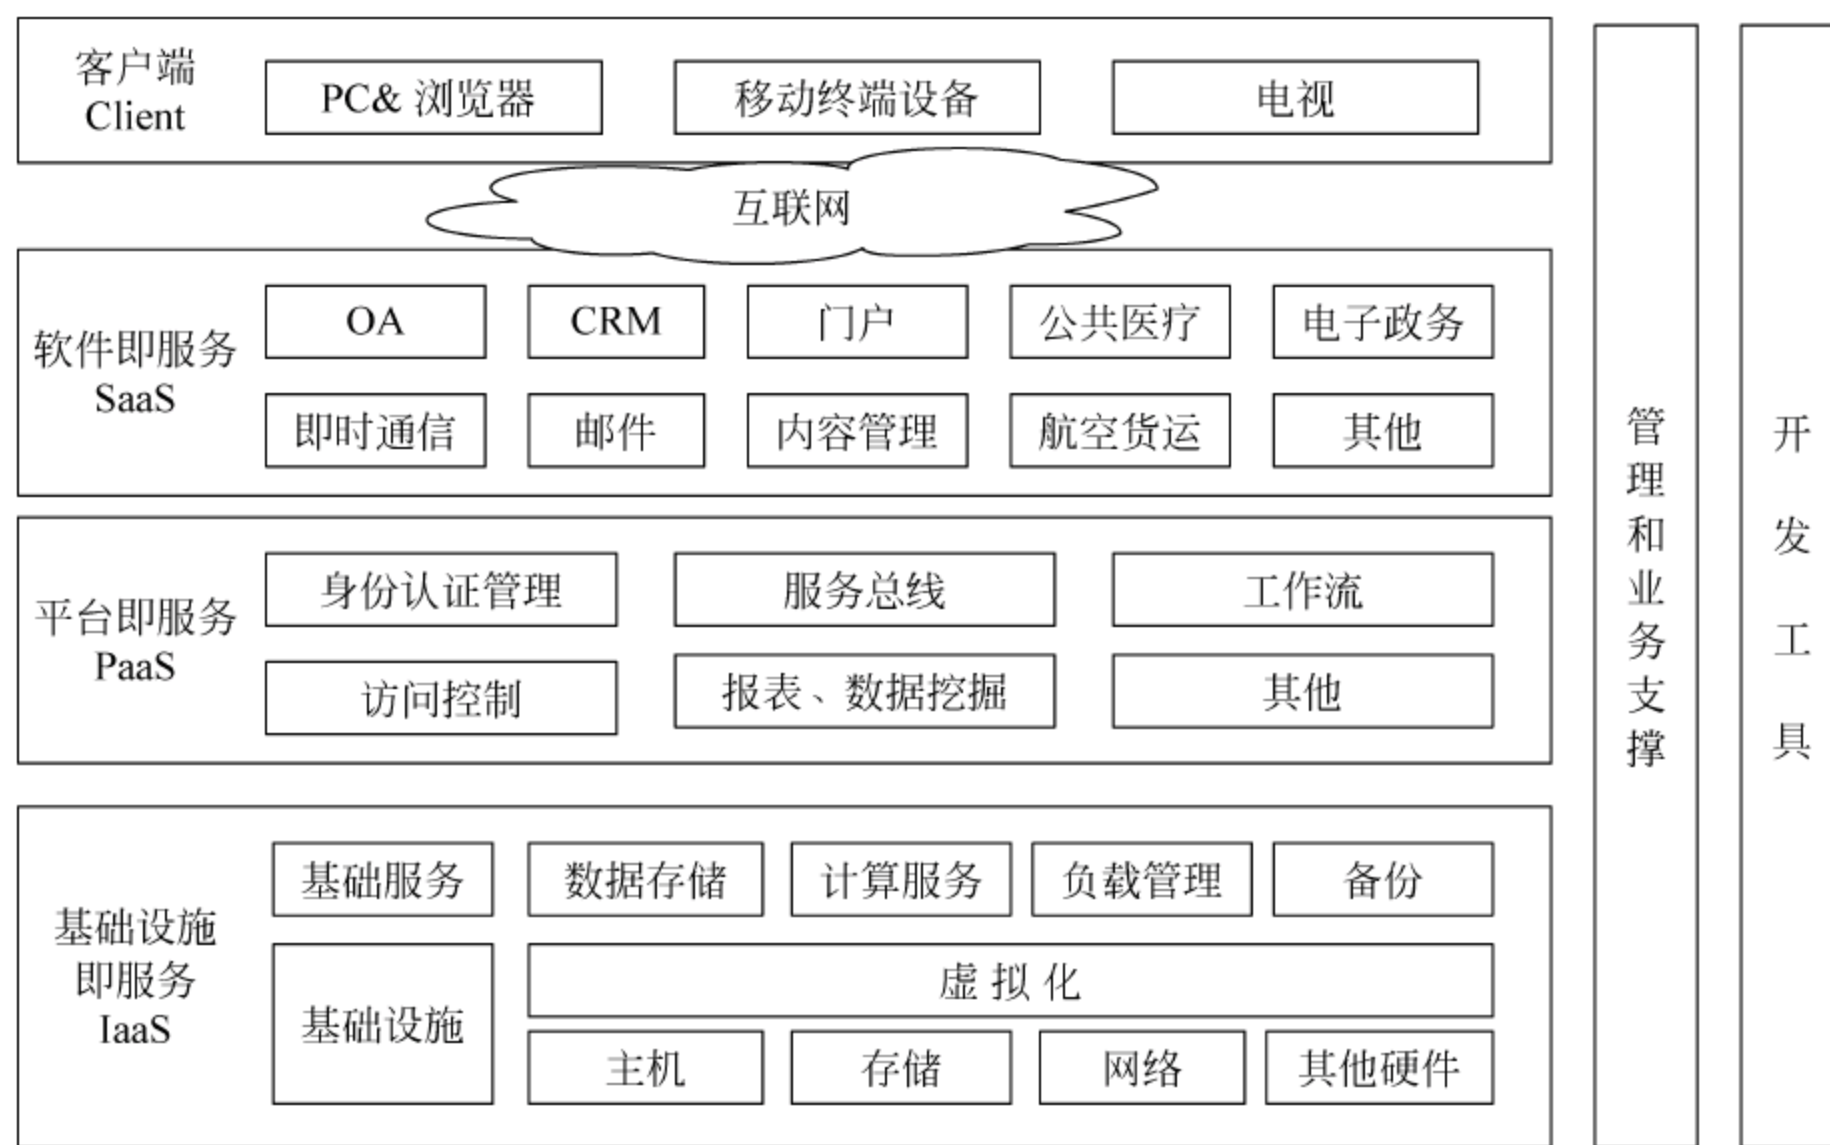 客户端
Client
PC& 浏览器
移动终端设备
电视
互联网
软件即服务
SaaS
OA
CRM
门户
公共医疗
电子政务
即时通信
邮件
内容管理
航空货运
其他
平台即服务
PaaS
身份认证管理
服务总线
工作流
访问控制
报表、数据挖掘
其他
基础设施
即服务
IaaS
基础服务
数据存储
计算服务
负载管理
备份
基础设施
虚拟化
主机
存储
网络
其他硬件
管理和业务支撑
开发工具